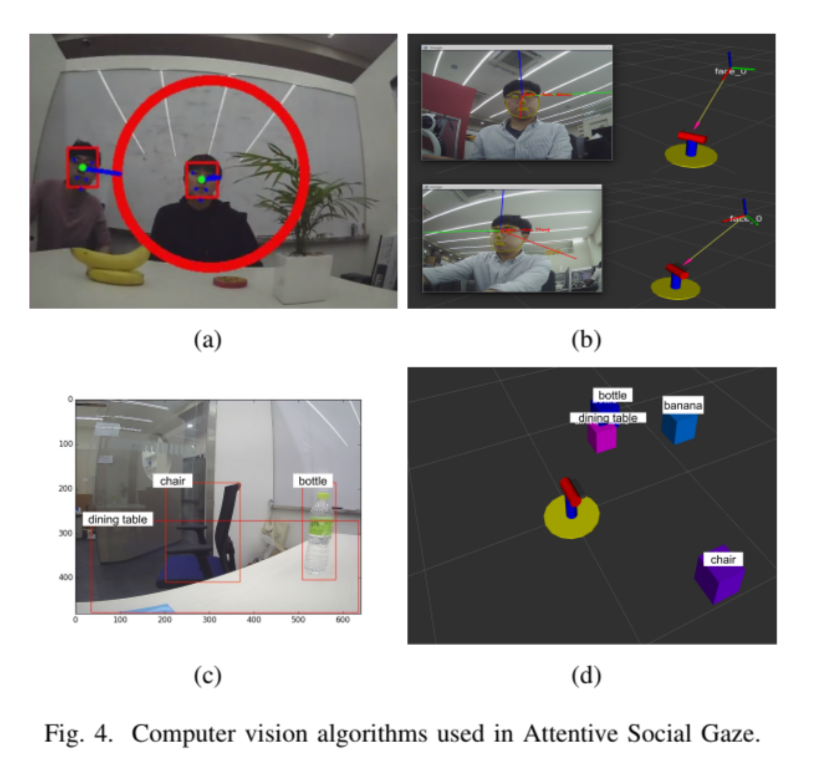 face_0
face_0
(a)
(b)
bottle
dining table
banana
0
100
200
300
400
chair
bottle
dining table
0
100
200
300
400
500
600
chair
(c)
(d)
Fig. 4. Computer vision algorithms used in Attentive Social Gaze.